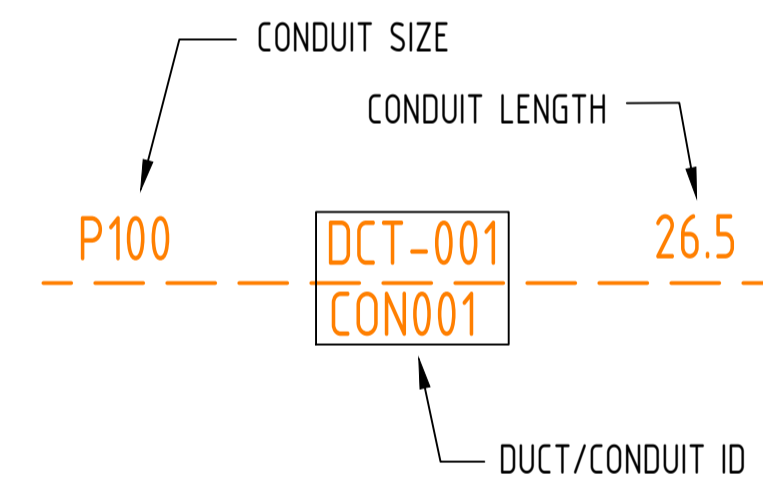 CONDUIT SIZE
CONDUIT LENGTH
P100
DCT-001
26.5
CON001
DUCT/CONDUIT ID